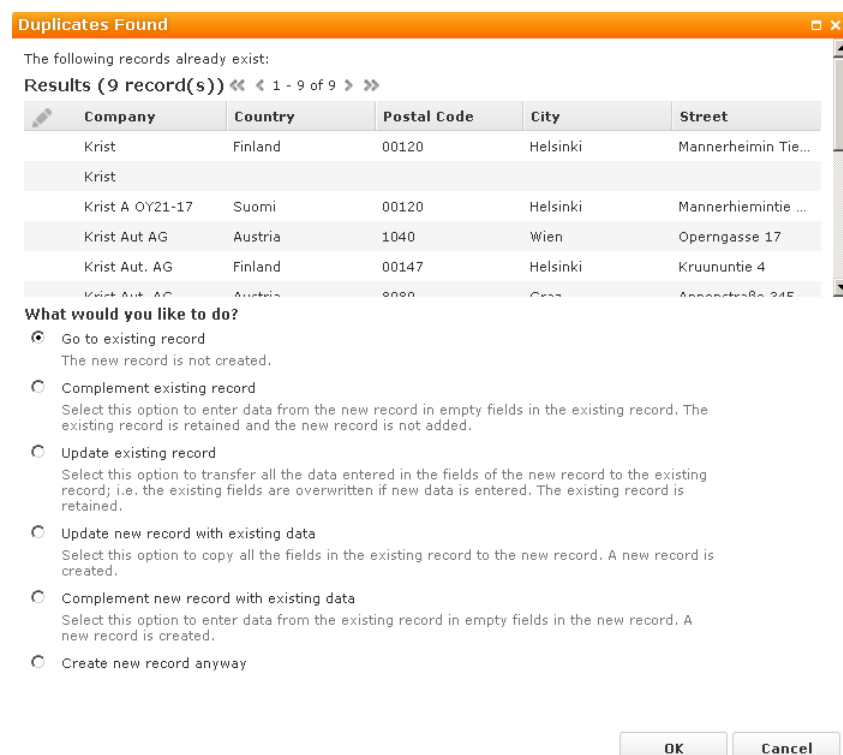 Duplicates Found
The following records already exist:
Results (9 record(s)) 1 - 9 of 9
Company Country Postal Code City Street
Krist Finland 00120 Helsinki Mannerheimin Tie...
Krist
Krist A OY21-17 Suomi 00120 Helsinki Mannerhiemintie ...
Krist Aut AG Austria 1040 Wien Operngasse 17
Krist Aut. AG Finland 00147 Helsinki Kruununtie 4
Krist Aut. AG Austria 8080 Graz
What would you like to do?
Go to existing record
The new record is not created.
Complement existing record
Select this option to enter data from the new record in empty fields in the existing record. The
existing record is retained and the new record is not added.
Update existing record
Select this option to transfer all the data entered in the fields of the new record to the existing
record; i.e. the existing fields are overwritten if new data is entered. The existing record is
retained.
Update new record with existing data
Select this option to copy all the fields in the existing record to the new record. A new record is
created.
Complement new record with existing data
Select this option to enter data from the existing record in empty fields in the new record. A
new record is created.
Create new record anyway
OK Cancel